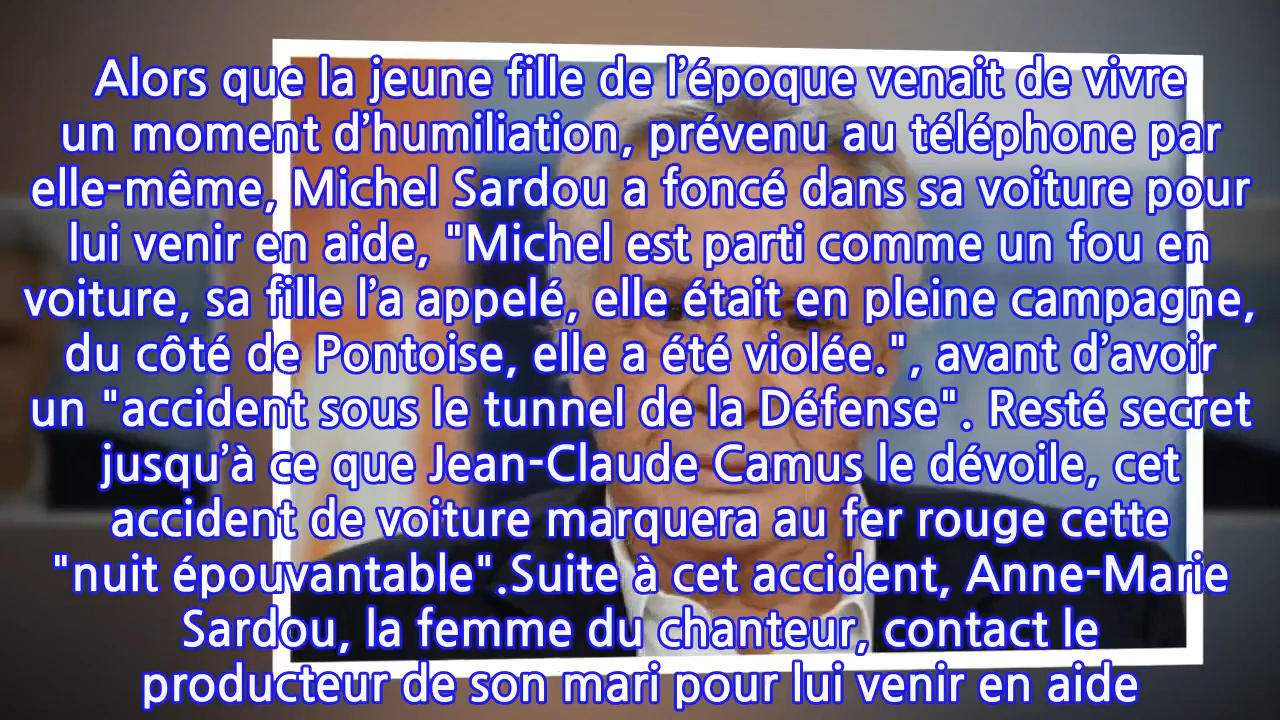 Alors que la jeune fille de l’époque venait de vivre
un moment d’humiliation, prévenu au téléphone par
elle-même, Michel Sardou a foncé dans sa voiture pour
lui venir en aide, "Michel est parti comme un fou en
voiture, sa fille l’a appelé, elle était en pleine campagne,
du côté de Pontoise, elle a été violée.", avant d’avoir
un "accident sous le tunnel de la Défense". Resté secret
jusqu’à ce que Jean-Claude Camus le dévoile, cet
accident de voiture marquera au fer rouge cette
"nuit épouvantable".Suite à cet accident, Anne-Marie
Sardou, la femme du chanteur, contact le
producteur de son mari pour lui venir en aide